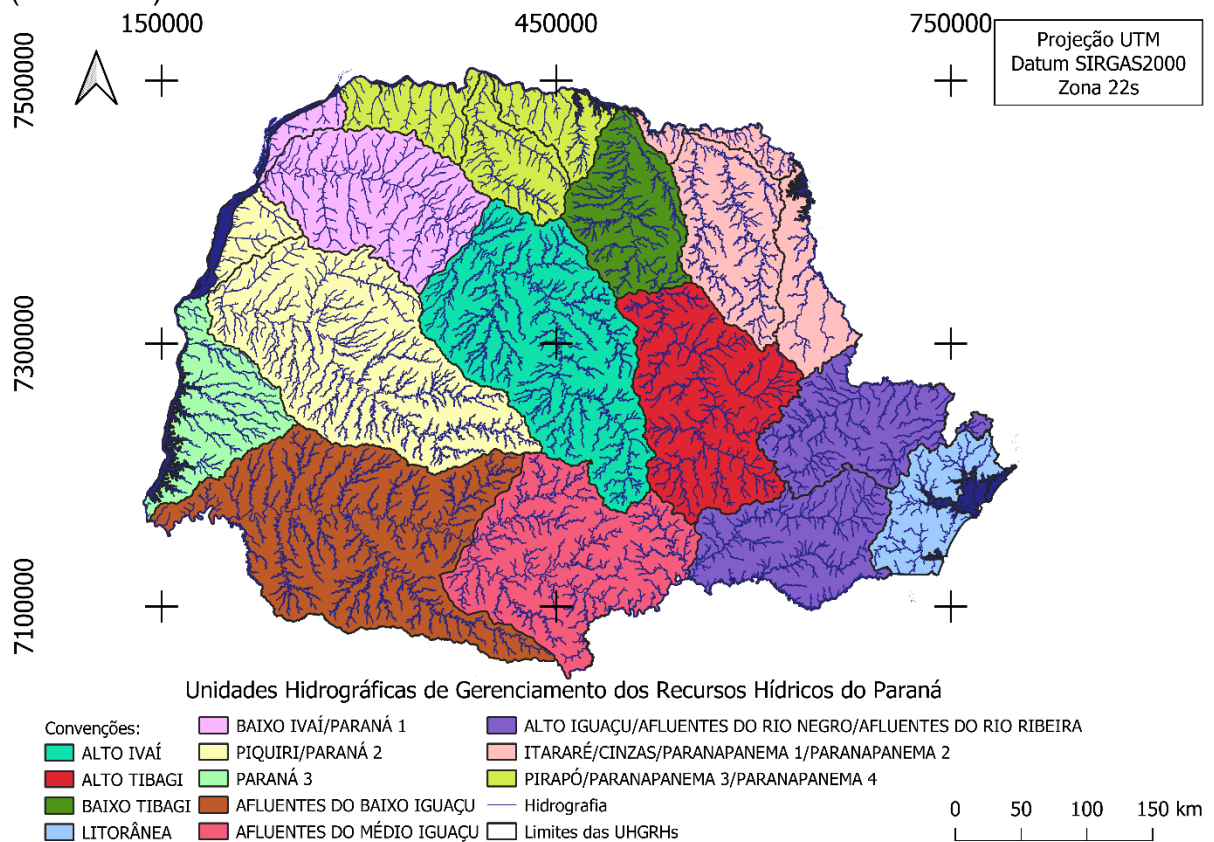 150000
450000
750000
Projeção UTM
Datum SIRGAS2000
Zona 22s
7500000
7300000
7100000
Unidades Hidrográficas de Gerenciamento dos Recursos Hídricos do Paraná
Convenções:
ALTO IVAÍ
ALTO TIBAGI
BAIXO TIBAGI
LITORÂNEA
BAIXO IVAÍ/PARANÁ 1
PIQUIRI/PARANÁ 2
PARANÁ 3
AFLUENTES DO BAIXO IGUAÇU
AFLUENTES DO MÉDIO IGUAÇU
ALTO IGUAÇU/AFLUENTES DO RIO NEGRO/AFLUENTES DO RIO RIBEIRA
ITARARÉ/CINZAS/PARANAPANEMA 1/PARANAPANEMA 2
PIRAPÓ/PARANAPANEMA 3/PARANAPANEMA 4
Hidrografia
Limites das UHGRHs
0 50 100 150 km